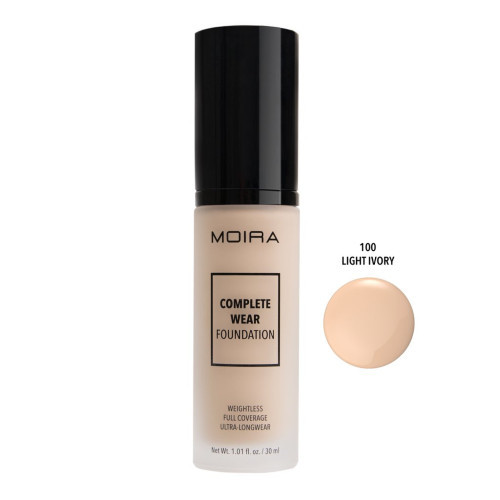 MOIRA
COMPLETE
WEAR
FOUNDATION
WEIGHTLESS
FULL COVERAGE
ULTRA-LONGWEAR
Net Wt. 1.01 fl. oz. / 30 ml
100
LIGHT IVORY